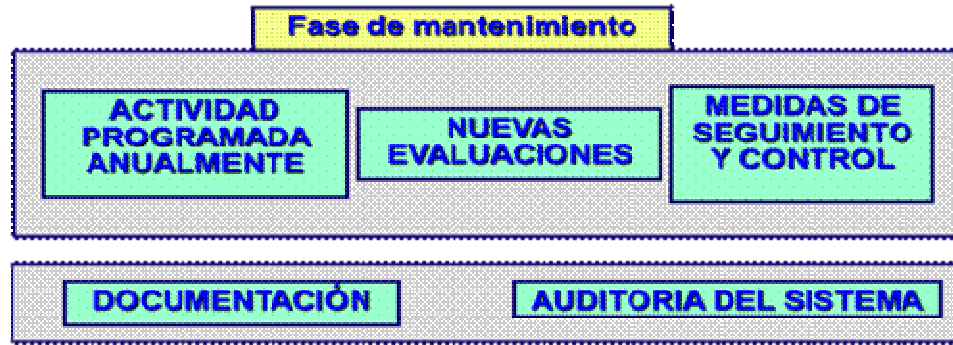 Fase de mantenimiento
ACTIVIDAD
PROGRAMADA
ANUALMENTE
NUEVAS
EVALUACIONES
MEDIDAS DE
SEGUIMIENTO
Y CONTROL
DOCUMENTACIÓN
AUDITORIA DEL SISTEMA